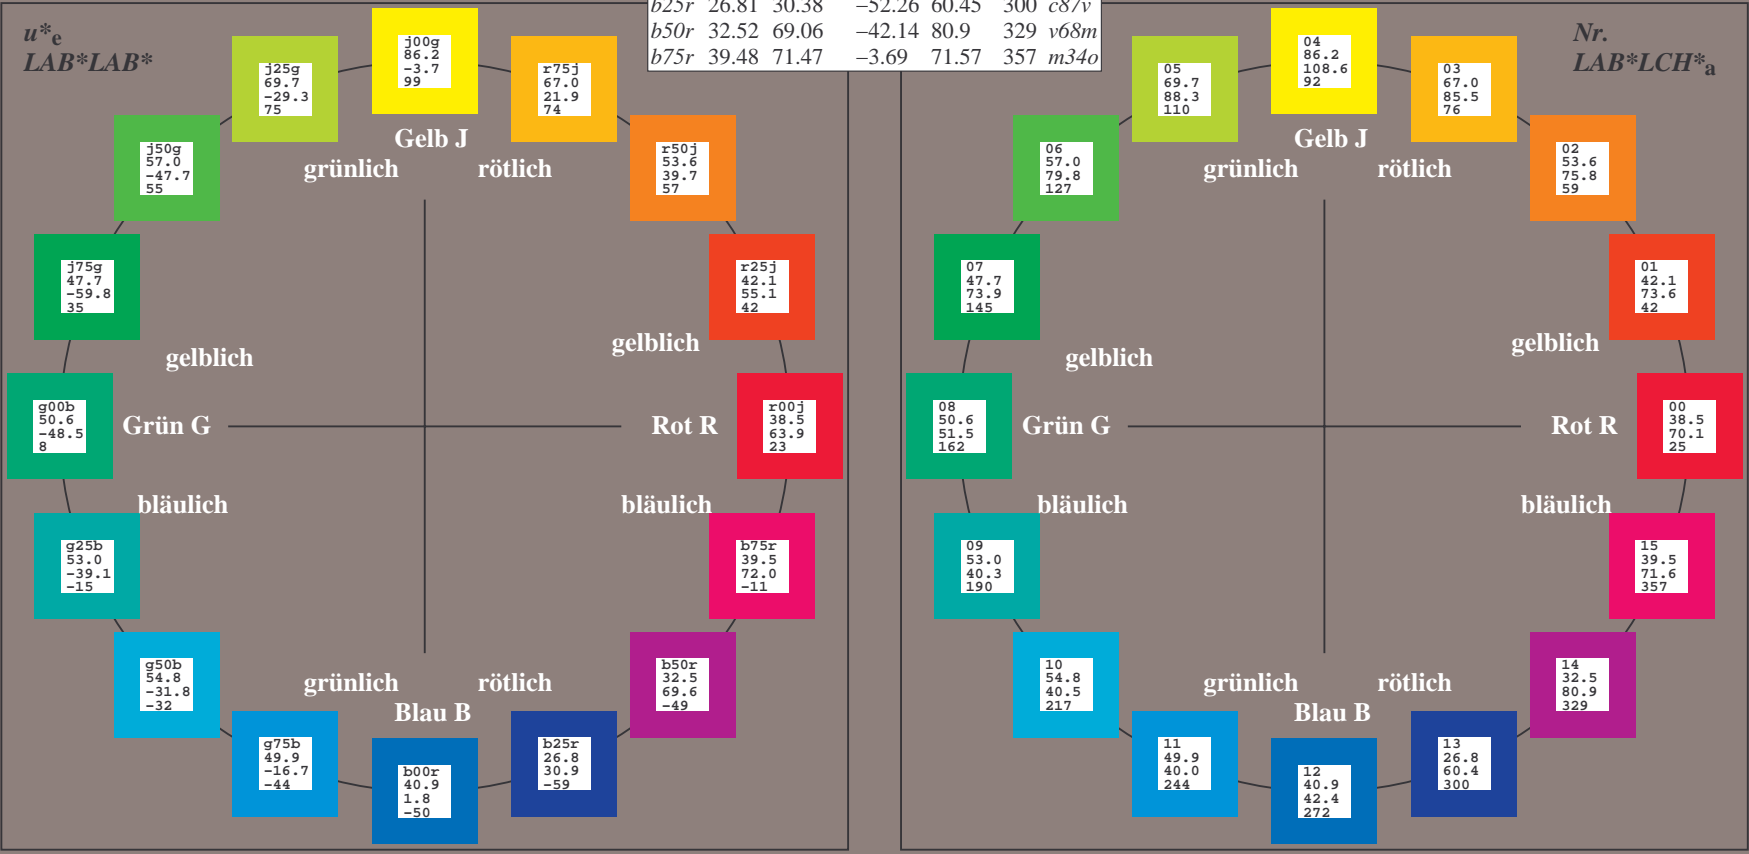 b25r 26.81 30.38 −52.26 60.45 300 c87v
b50r 32.52 69.06 −42.14 80.9 329 v68m
b75r 39.48 71.47 −3.69 71.57 357 m34o
u*e
LAB*LAB*
j00g
86.2
-3.7
99
j25g
69.7
-29.3
75
r75j
67.0
21.9
74
Gelb J
grünlich rötlich
j50g
57.0
-47.7
55
r50j
53.6
39.7
57
j75g
47.7
-59.8
35
r25j
42.1
55.1
42
gelblich
gelblich
g00b
50.6
-48.5
8
Grün G
Rot R
r00j
38.5
63.9
23
bläulich
bläulich
g25b
53.0
-39.1
-15
b75r
39.5
72.0
-11
g50b
54.8
-31.8
-32
b50r
32.5
69.6
-49
grünlich rötlich
Blau B
g75b
49.9
-16.7
-44
b00r
40.9
1.8
-50
b25r
26.8
30.9
-59
Nr.
LAB*LCH*a
04
86.2
108.6
92
05
69.7
88.3
110
03
67.0
85.5
76
Gelb J
grünlich rötlich
06
57.0
79.8
127
02
53.6
75.8
59
07
47.7
73.9
145
01
42.1
73.6
42
gelblich
gelblich
08
50.6
51.5
162
Grün G
Rot R
00
38.5
70.1
25
bläulich
bläulich
09
53.0
40.3
190
15
39.5
71.6
357
10
54.8
40.5
217
14
32.5
80.9
329
grünlich rötlich
Blau B
11
49.9
40.0
244
12
40.9
42.4
272
13
26.8
60.4
300